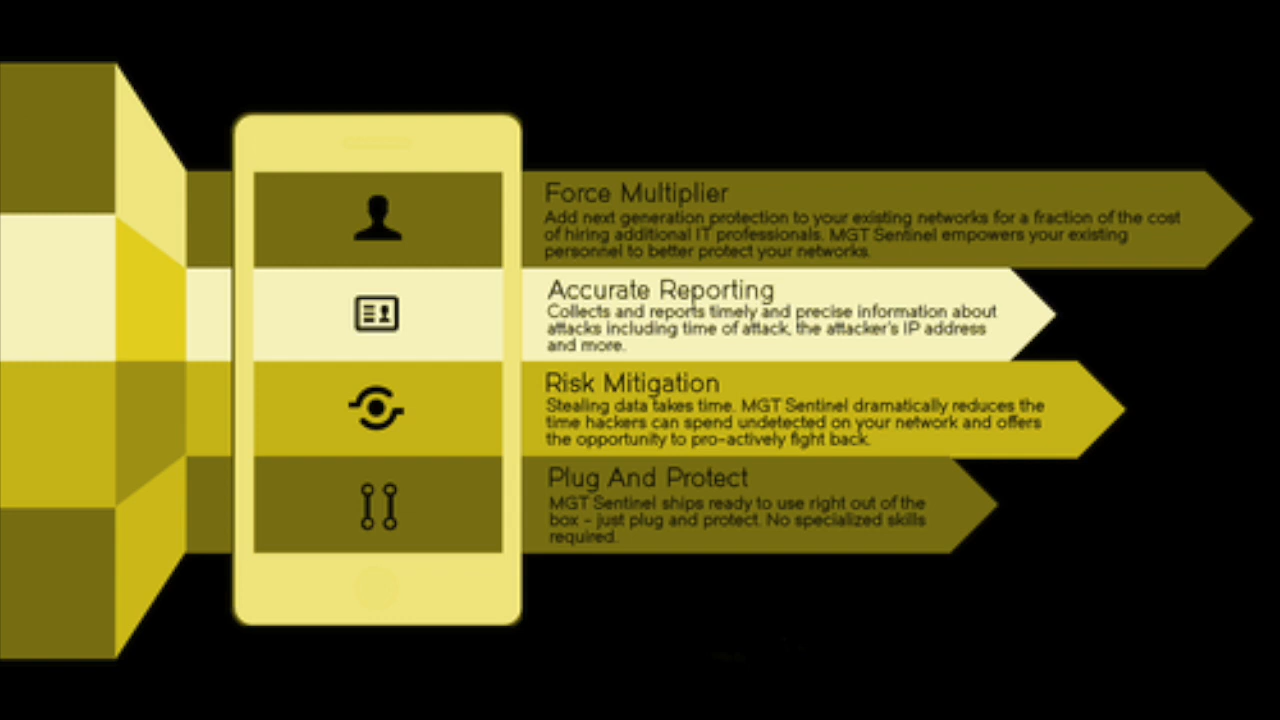 Force Multiplier
Add next generation protection to your existing networks for a fraction of the cost
of hiring additional IT professionals. MGT Sentinel empowers your existing
personnel to better protect your networks.
Accurate Reporting
Collects and reports timely and precise information about
attacks including time of attack, the attacker's IP address
and more.
Risk Mitigation
Stealing data takes time. MGT Sentinel dramatically reduces the
time hackers can spend undetected on your network and offers
the opportunity to pro-actively fight back.
Plug And Protect
MGT Sentinel ships ready to use right out of the
box - just plug and protect. No specialized skills
required.